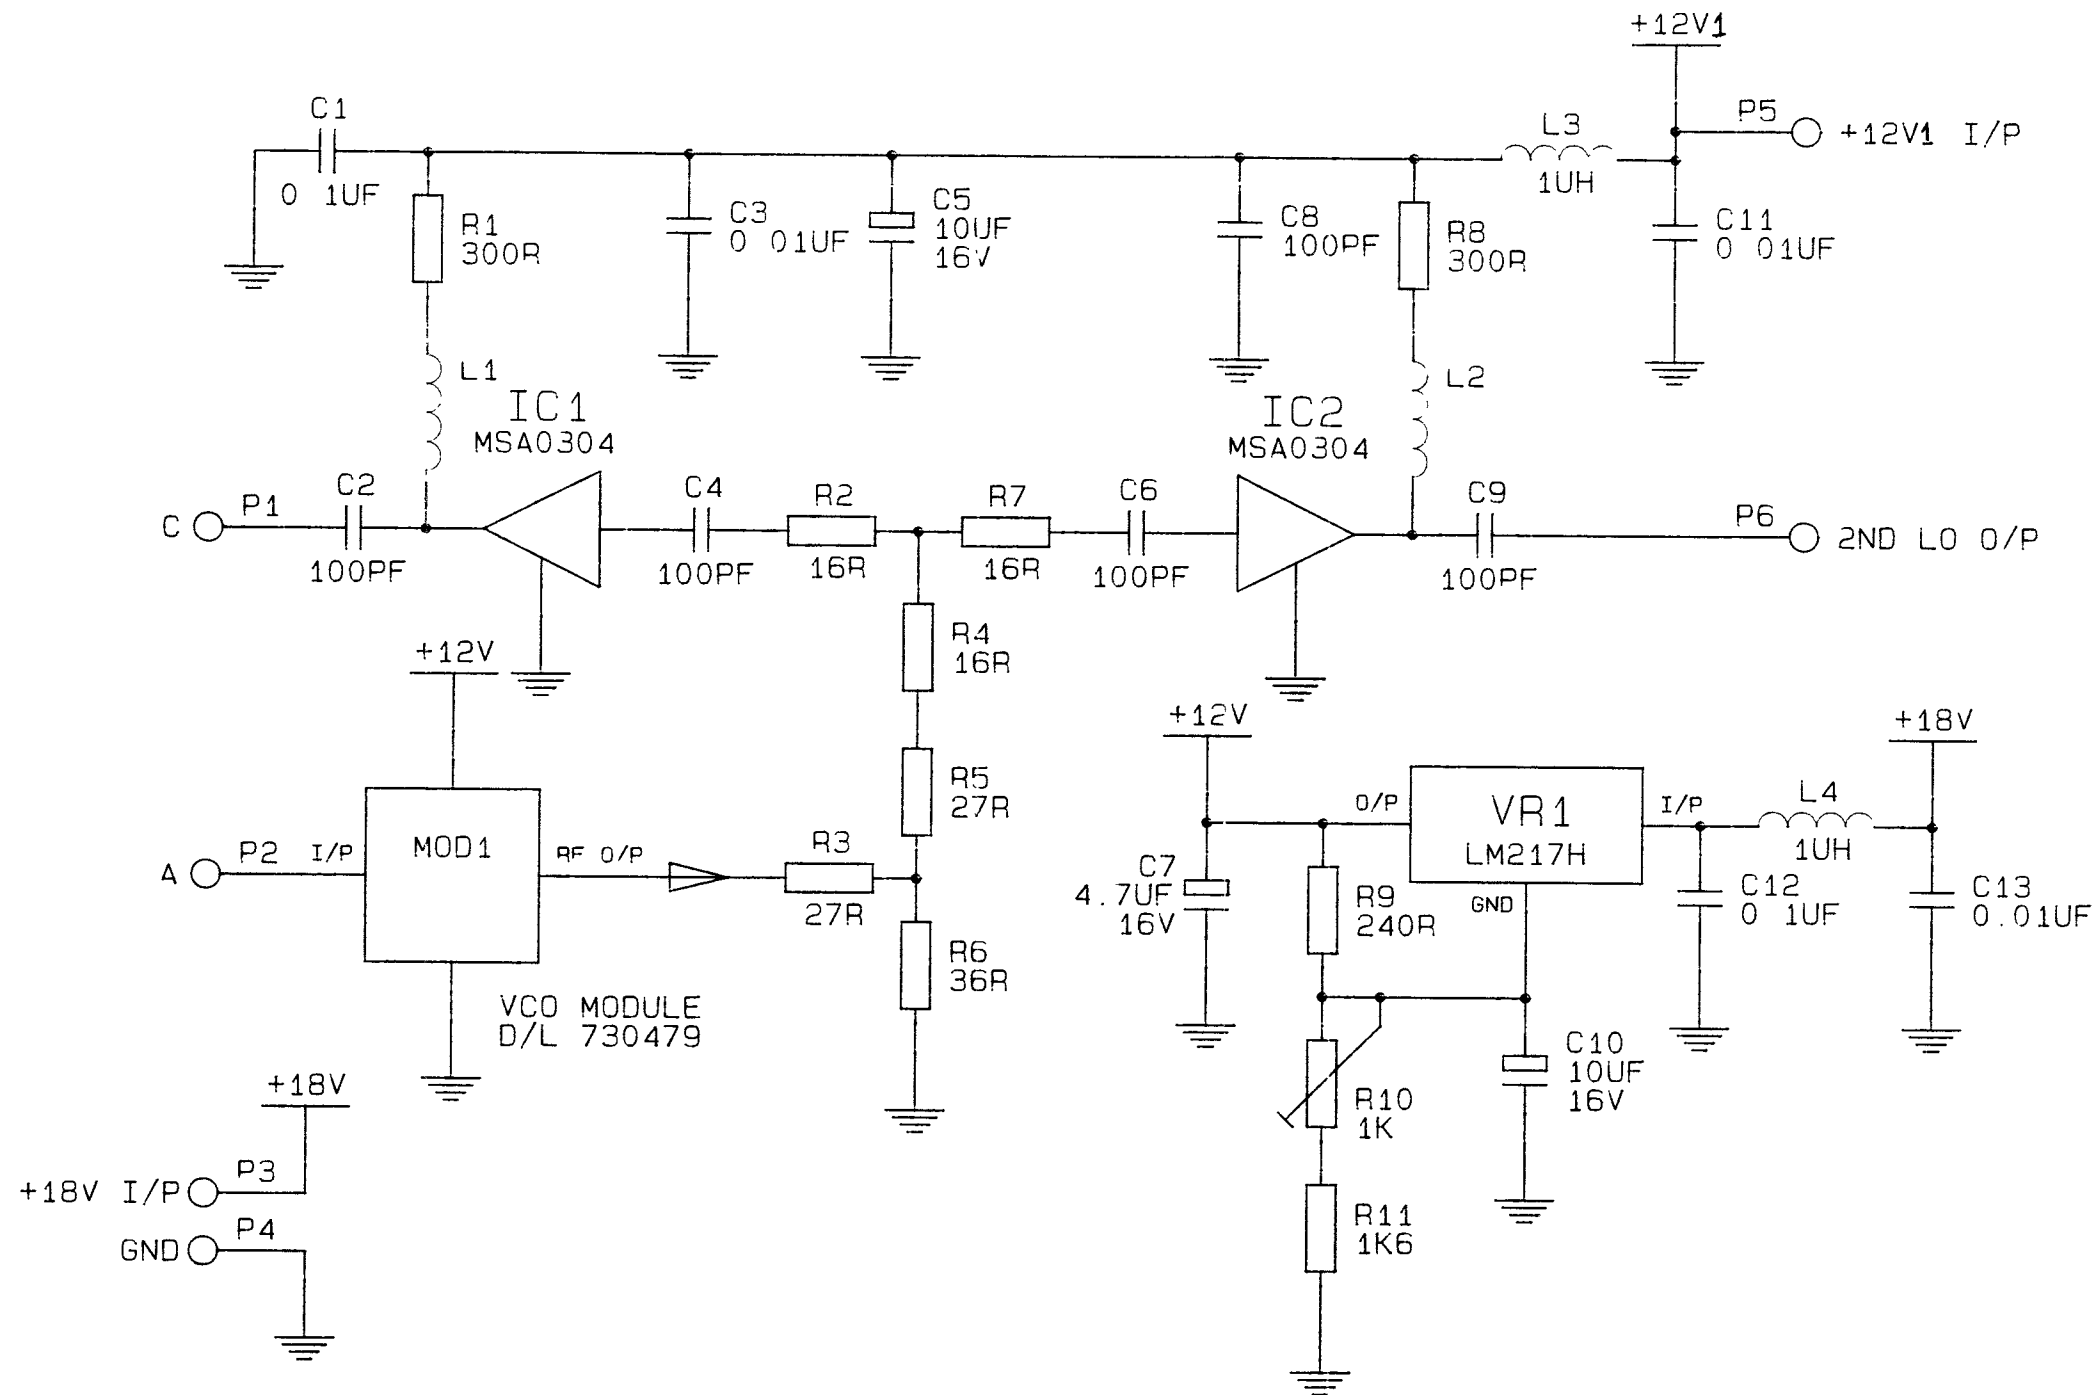 +12V1
C1
0 1UF
R1
300R
C3
0 01UF
C5
10UF
16V
C8
100PF
R8
300R
L3
1UH
P5
+12V1 I/P
C11
0 01UF
L1
IC1
MSA0304
IC2
MSA0304
L2
C
P1
C2
100PF
C4
100PF
R2
16R
R7
16R
C6
100PF
C9
100PF
P6
2ND LO O/P
R4
16R
+12V
R5
27R
A
P2
I/P
MOD1
RF O/P
R3
27R
R6
36R
VCO MODULE
D/L 730479
+12V
+18V
O/P
VR1
LM217H
I/P
GND
L4
1UH
C7
4.7UF
16V
R9
240R
C12
0 1UF
C13
0.01UF
R10
1K
C10
10UF
16V
R11
1K6
+18V
+18V I/P
P3
GND
P4